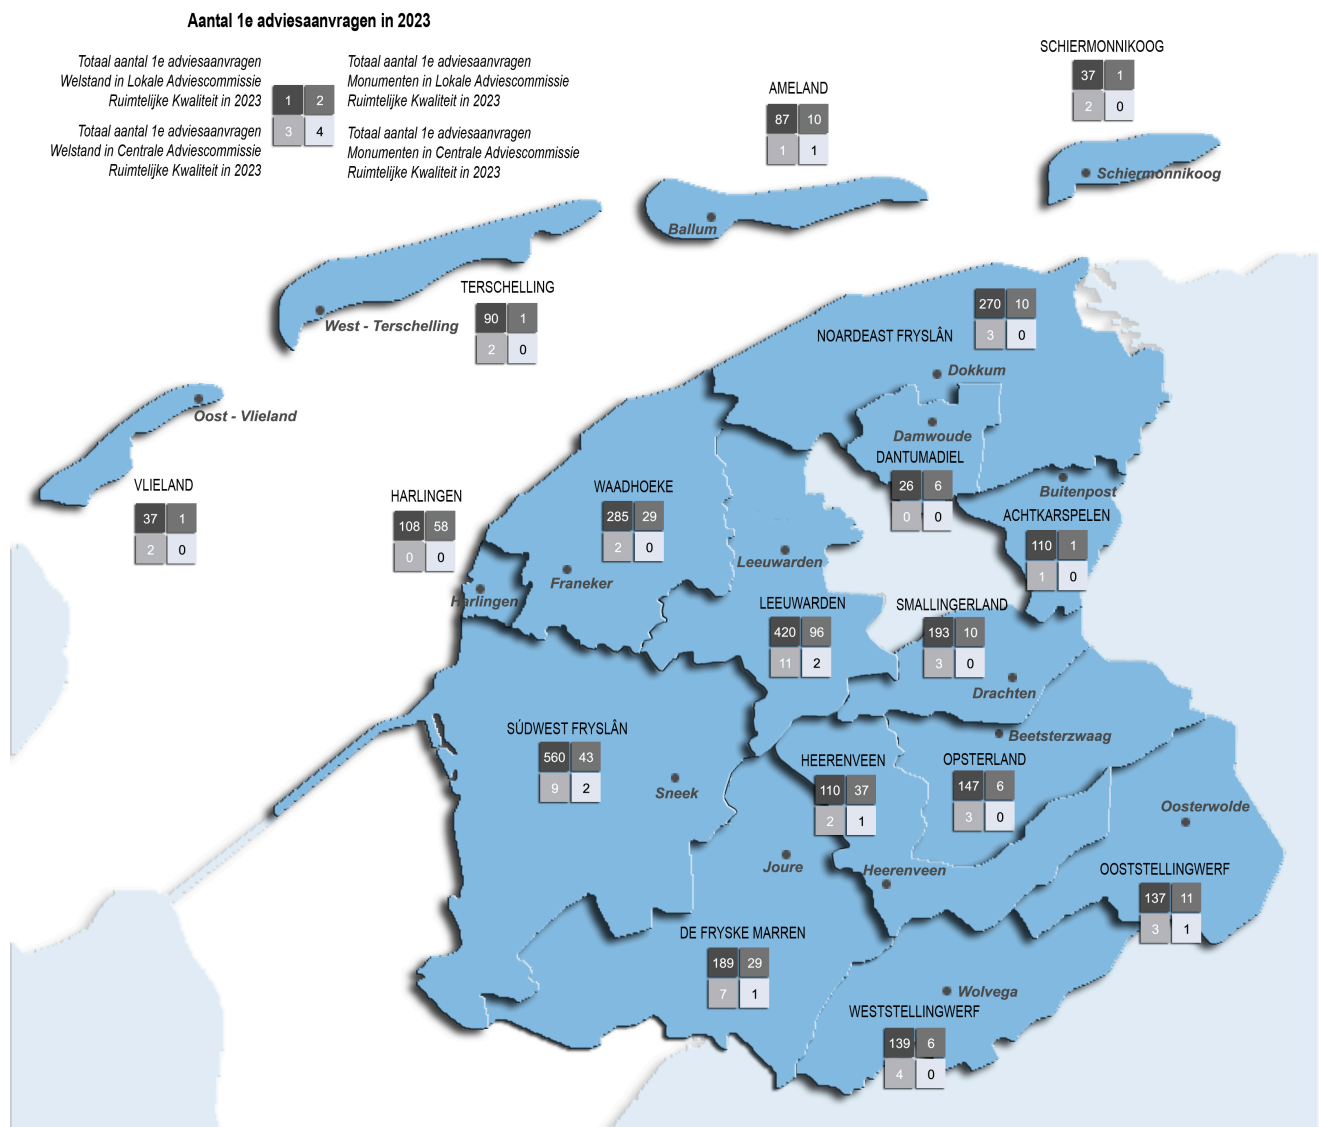 Aantal 1e adviesaanvragen in 2023
Totaal aantal 1e adviesaanvragen
Welstand in Lokale Adviescommissie
Ruimtelijke Kwaliteit in 2023
1 2
Totaal aantal 1e adviesaanvragen
Monumenten in Lokale Adviescommissie
Ruimtelijke Kwaliteit in 2023
Totaal aantal 1e adviesaanvragen
Welstand in Centrale Adviescommissie
Ruimtelijke Kwaliteit in 2023
3 4
Totaal aantal 1e adviesaanvragen
Monumenten in Centrale Adviescommissie
Ruimtelijke Kwaliteit in 2023
SCHIERMONNIKOOG
37 1
2 0
Schiermonnikoog
AMELAND
87 10
1 1
Ballum
TERSCHELLING
90 1
2 0
West - Terschelling
Oost - Vlieland
VLIELAND
37 1
2 0
NOARDEAST FRYSLÂN
270 10
3 0
Dokkum
Damwoude
DANTUMADIEL
26 6
0 0
Buitenpost
ACHTKARSPELEN
110 1
1 0
HARLINGEN
108 58
0 0
Harlingen
WAADHOEKE
285 29
2 0
Franeker
Leeuwarden
LEEUWARDEN
420 96
11 2
SMALLINGERLAND
193 10
3 0
Drachten
SÚDWEST FRYSLÂN
560 43
9 2
Sneek
HEERENVEEN
110 37
2 1
Heerenveen
Beetsterzwaag
OPSTERLAND
147 6
3 0
Oosterwolde
OOSTSTELLINGWERF
137 11
3 1
Joure
DE FRYSKE MARREN
189 29
7 1
Wolvega
WESTSTELLINGWERF
139 6
4 0